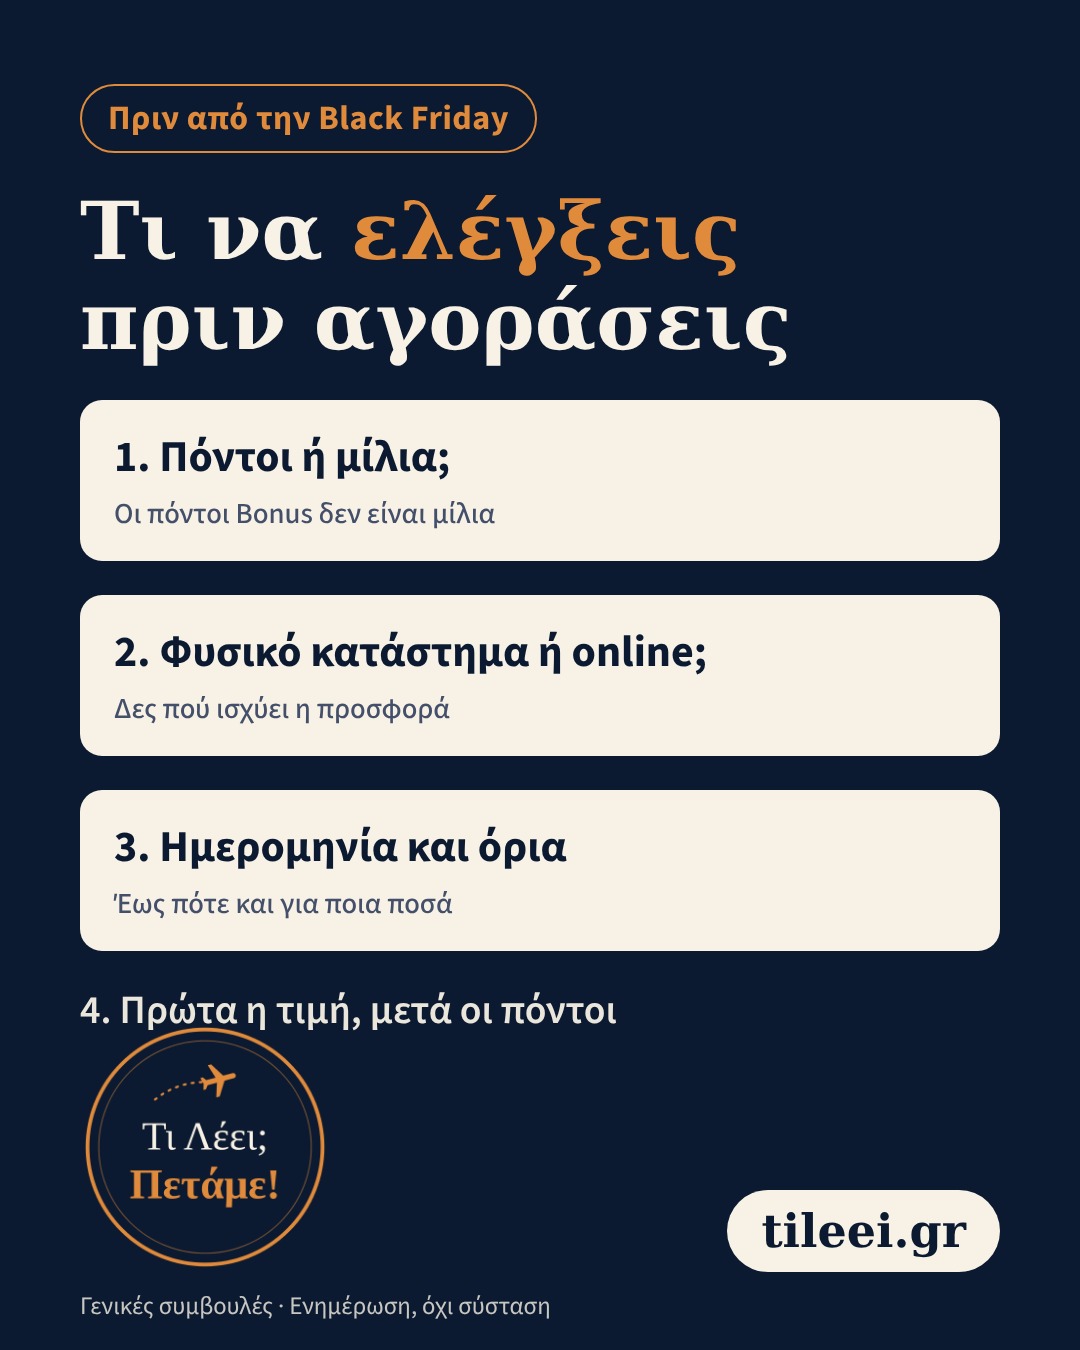 Πριν από την Black Friday
Τι να ελέγξεις
πριν αγοράσεις
1. Πόντοι ή μίλια;
Οι πόντοι Bonus δεν είναι μίλια
2. Φυσικό κατάστημα ή online;
Δες πού ισχύει η προσφορά
3. Ημερομηνία και όρια
Έως πότε και για ποια ποσά
4. Πρώτα η τιμή, μετά οι πόντοι
Τι Λέει;
Πετάμε!
tileei.gr
Γενικές συμβουλές · Ενημέρωση, όχι σύσταση